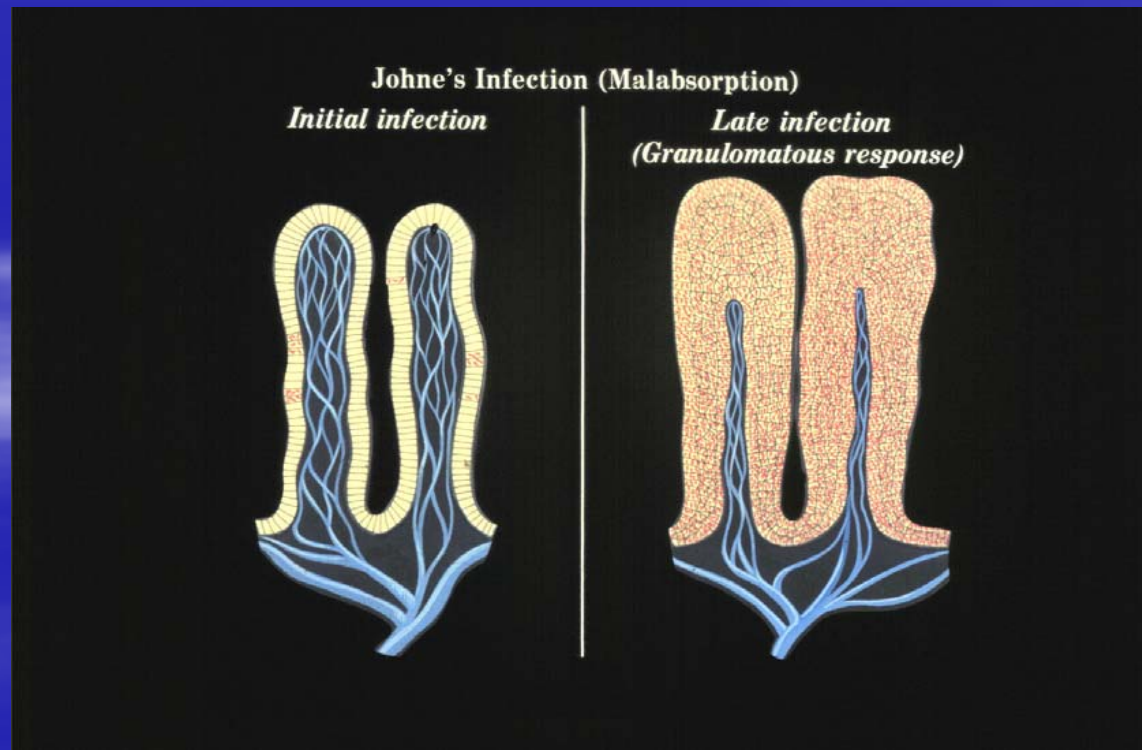 Johne's Infection (Malabsorption)
Initial infection
Late infection
(Granulomatous response)